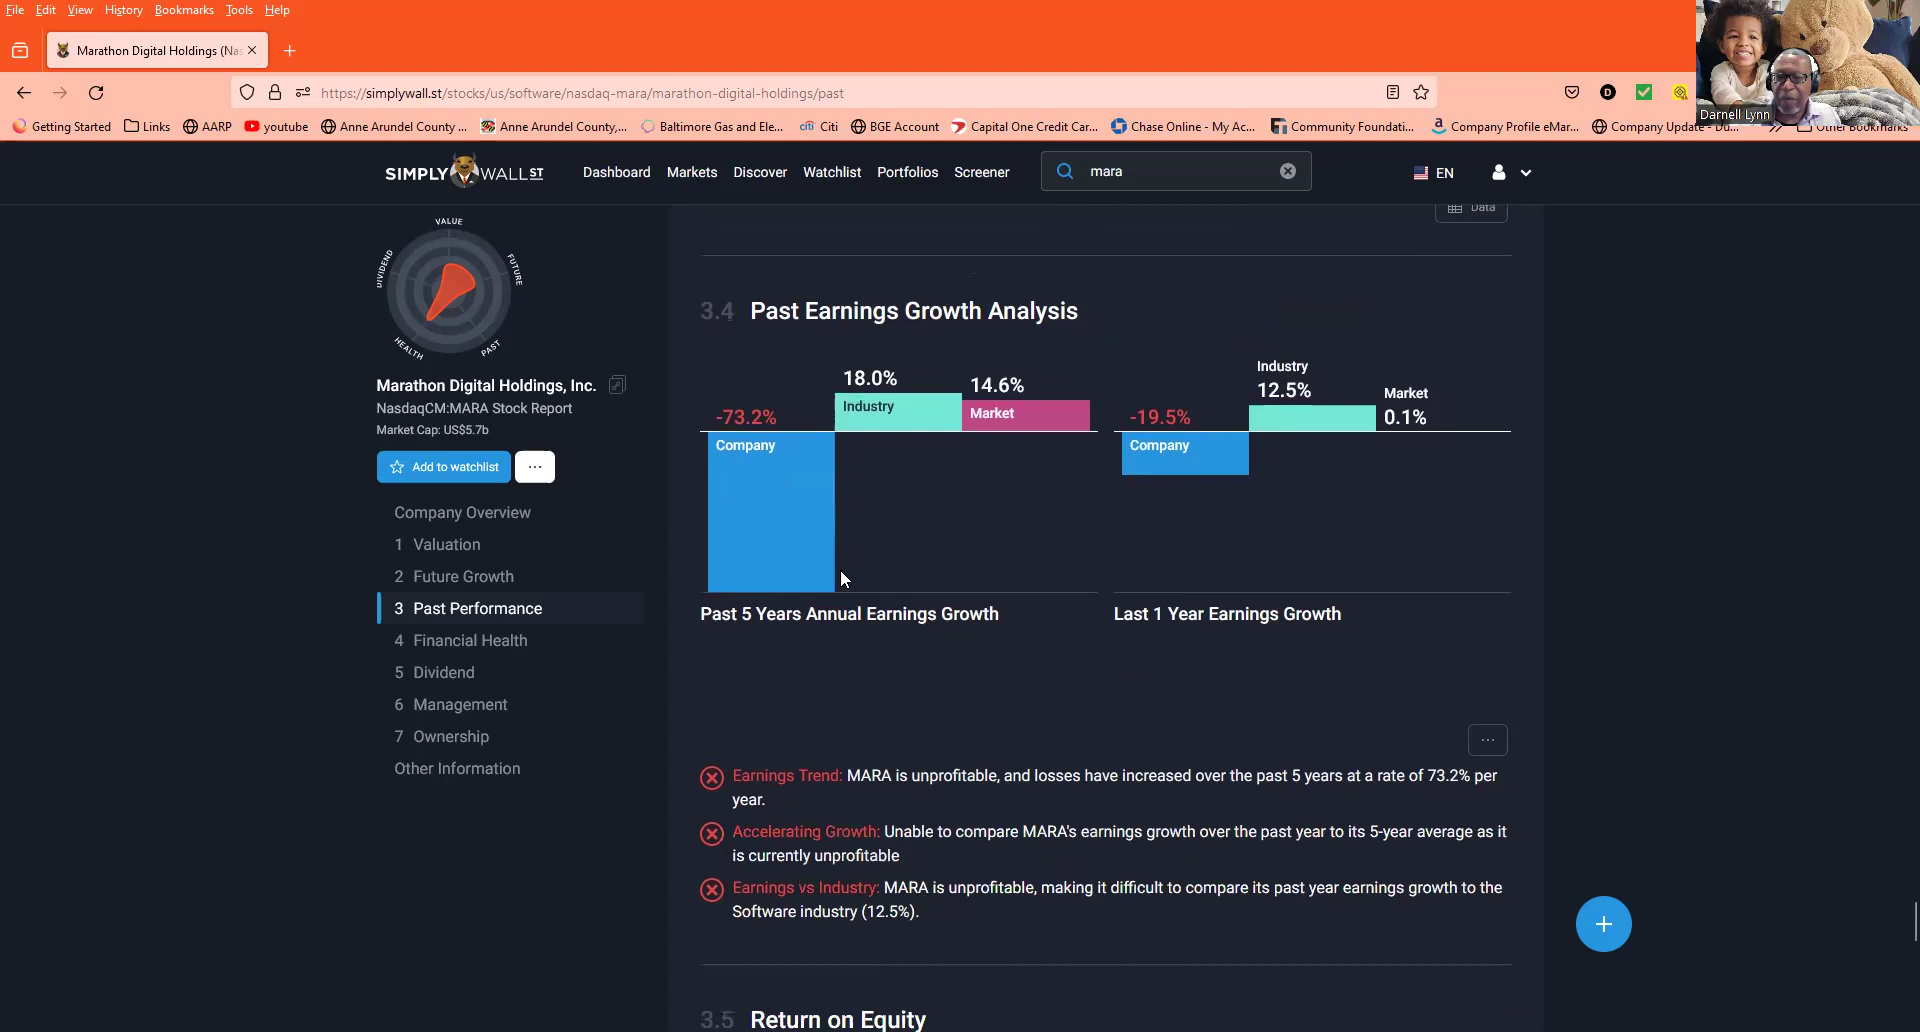 File Edit View History Bookmarks Tools Help
Marathon Digital Holdings (Nas
https://simplywall.st/stocks/us/software/nasdaq-mara/marathon-digital-holdings/past
Getting Started Links AARP youtube Anne Arundel County ... Anne Arundel County,... Baltimore Gas and Ele... citi Citi BGE Account Capital One Credit Car... Chase Online - My Ac... Community Foundati... Company Profile eMar... Company Update - Du... Other Bookmarks
Darnell Lynn
SIMPLY WALL ST Dashboard Markets Discover Watchlist Portfolios Screener mara EN
Data
VALUE
FUTURE
PAST
HEALTH
DIVIDEND
Marathon Digital Holdings, Inc.
NasdaqCM:MARA Stock Report
Market Cap: US$5.7b
Add to watchlist ...
Company Overview
1 Valuation
2 Future Growth
3 Past Performance
4 Financial Health
5 Dividend
6 Management
7 Ownership
Other Information
3.4 Past Earnings Growth Analysis
-73.2%
Company
18.0%
Industry
14.6%
Market
Past 5 Years Annual Earnings Growth
-19.5%
Company
Industry
12.5%
Market
0.1%
Last 1 Year Earnings Growth
...
Earnings Trend: MARA is unprofitable, and losses have increased over the past 5 years at a rate of 73.2% per
year.
Accelerating Growth: Unable to compare MARA's earnings growth over the past year to its 5-year average as it
is currently unprofitable
Earnings vs Industry: MARA is unprofitable, making it difficult to compare its past year earnings growth to the
Software industry (12.5%).
3.5 Return on Equity